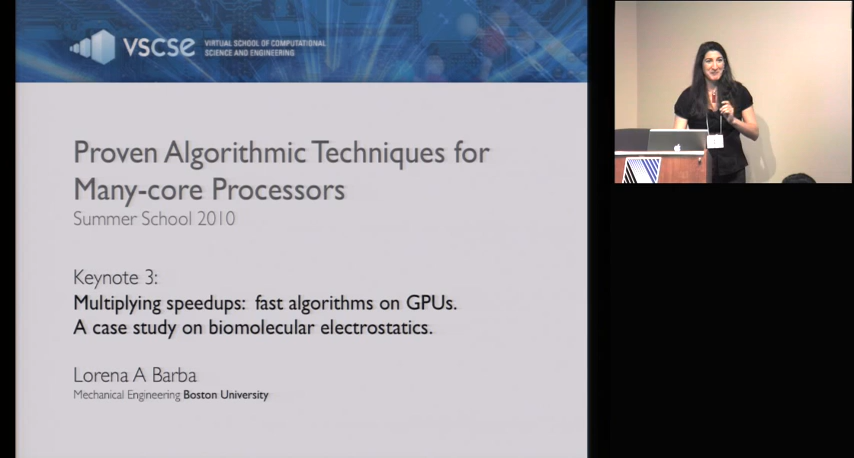 vscse VIRTUAL SCHOOL OF COMPUTATIONAL
SCIENCE AND ENGINEERING
Proven Algorithmic Techniques for
Many-core Processors
Summer School 2010
Keynote 3:
Multiplying speedups: fast algorithms on GPUs.
A case study on biomolecular electrostatics.
Lorena A Barba
Mechanical Engineering Boston University